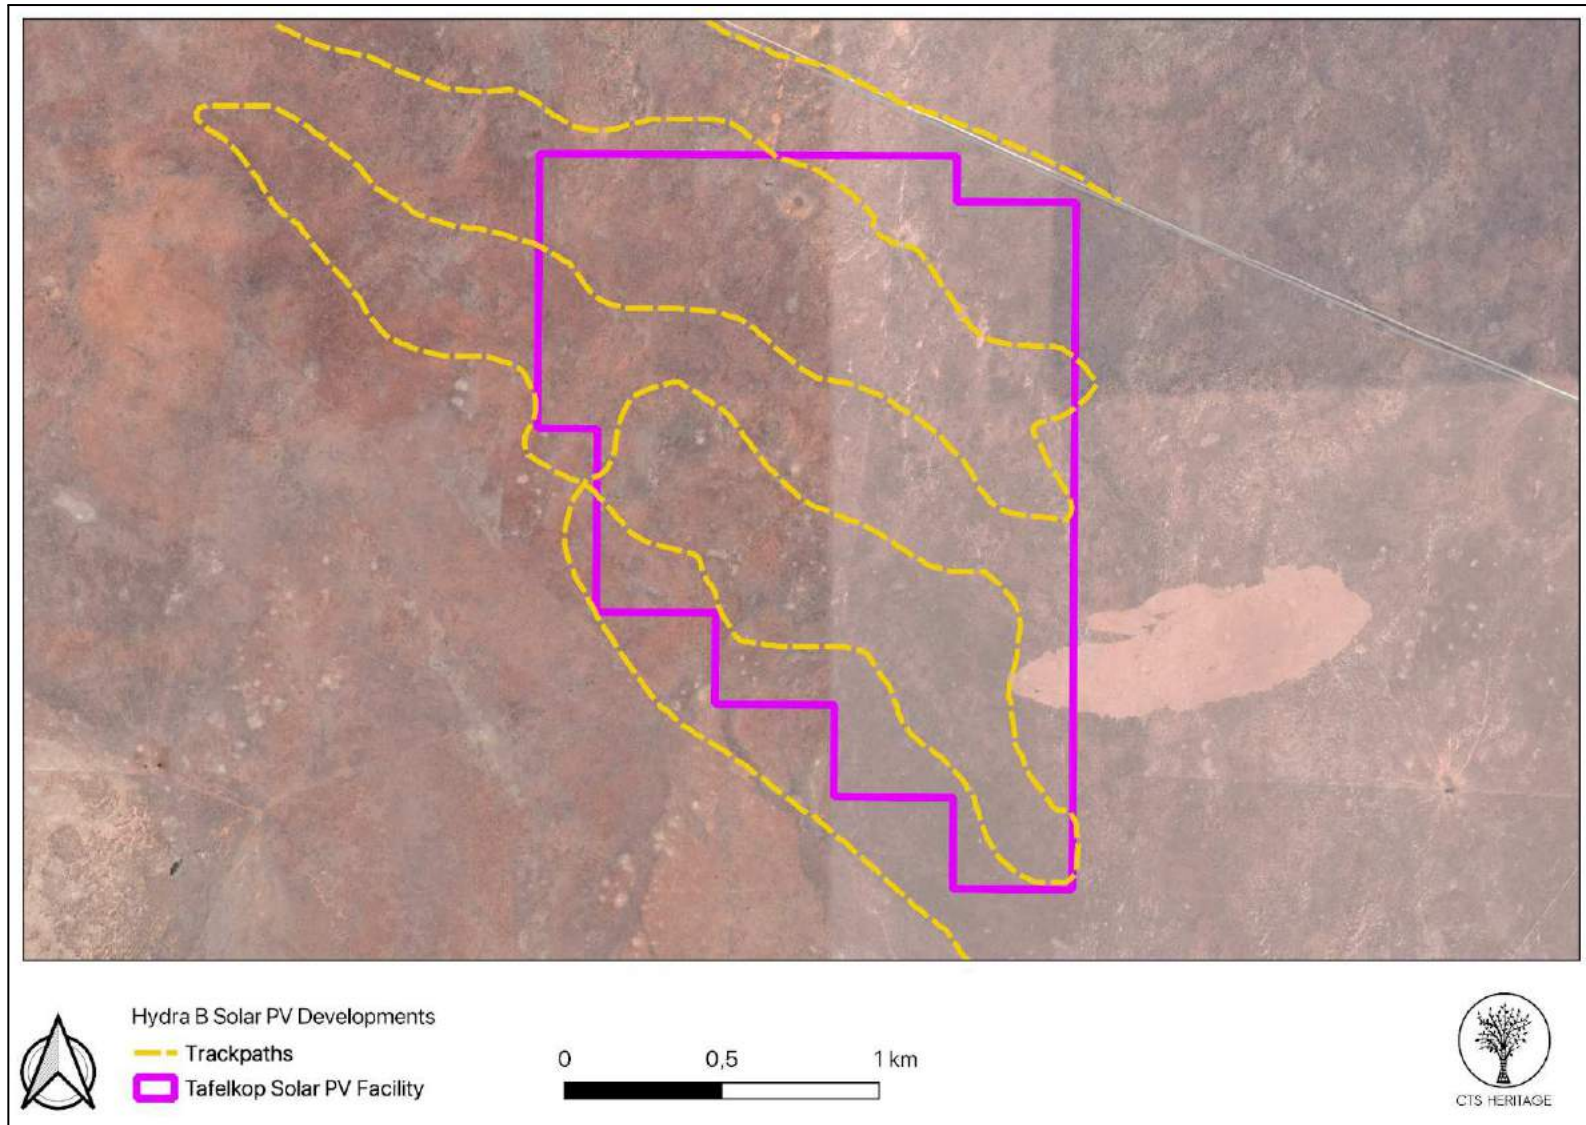 Hydra B Solar PV Developments
Trackpaths
Tafelkop Solar PV Facility
0 0,5 1 km
CTS HERITAGE